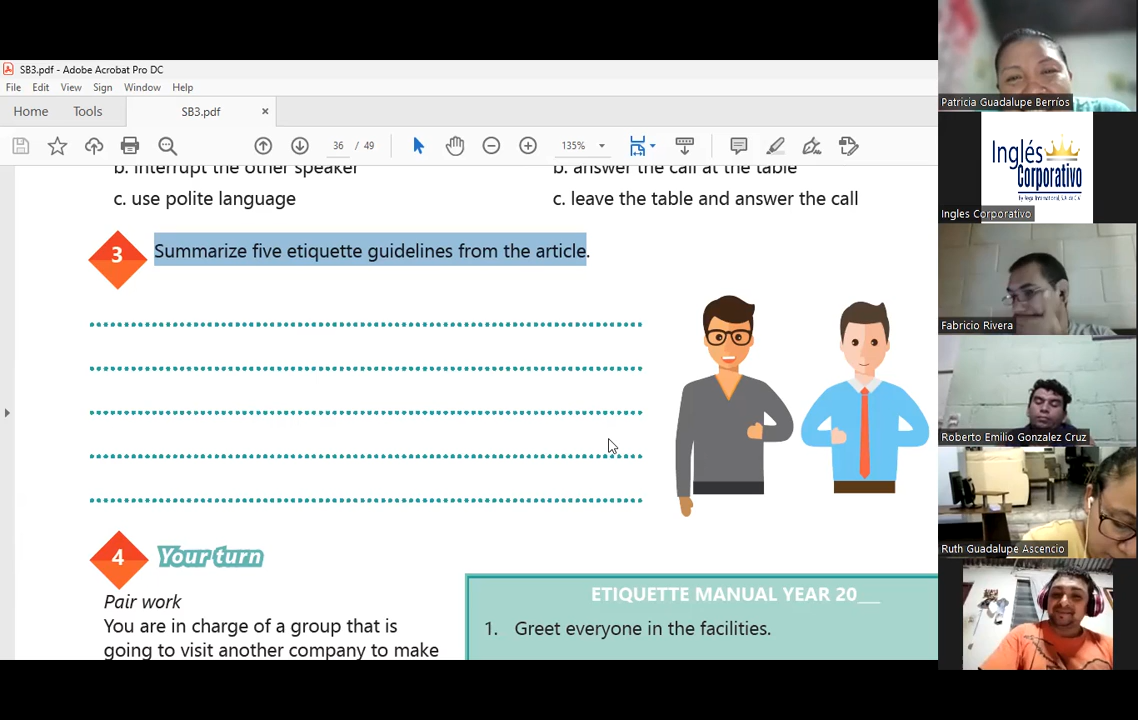 SB3.pdf - Adobe Acrobat Pro DC
File Edit View Sign Window Help
Home Tools SB3.pdf ×
36 / 49 135%
b. interrupt the other speaker
b. answer the call at the table
c. use polite language
c. leave the table and answer the call
3 Summarize five etiquette guidelines from the article.
4 Your turn
Pair work
You are in charge of a group that is
going to visit another company to make
ETIQUETTE MANUAL YEAR 20___
1. Greet everyone in the facilities.
Patricia Guadalupe Berríos
Inglés
Corporativo
Ingles Corporativo
Fabricio Rivera
Roberto Emilio Gonzalez Cruz
Ruth Guadalupe Ascencio